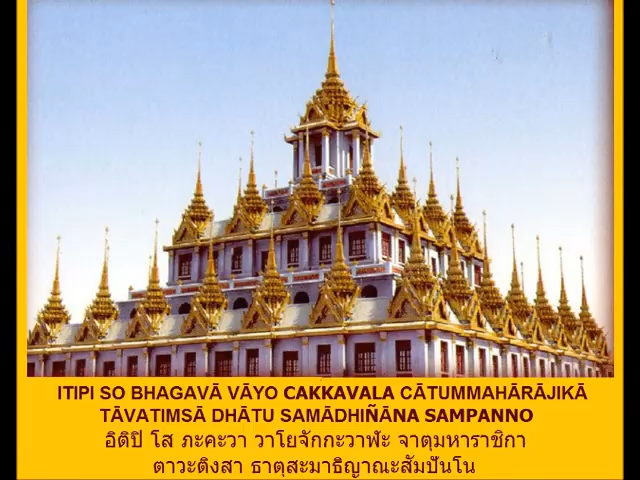 ITIPI SO BHAGAVĀ VĀYO CAKKAVALA CĀTUMMAHĀRĀJIKĀ
TĀVATIMSĀ DHĀTU SAMĀDHIÑĀNA SAMPANNO
อิติปิ โส ภะคะวา วาโยจักกะวาฬะ จาตุมหาราชิกา
ตาวะติงสา ธาตุสะมาธิญาณะสัมปันโน